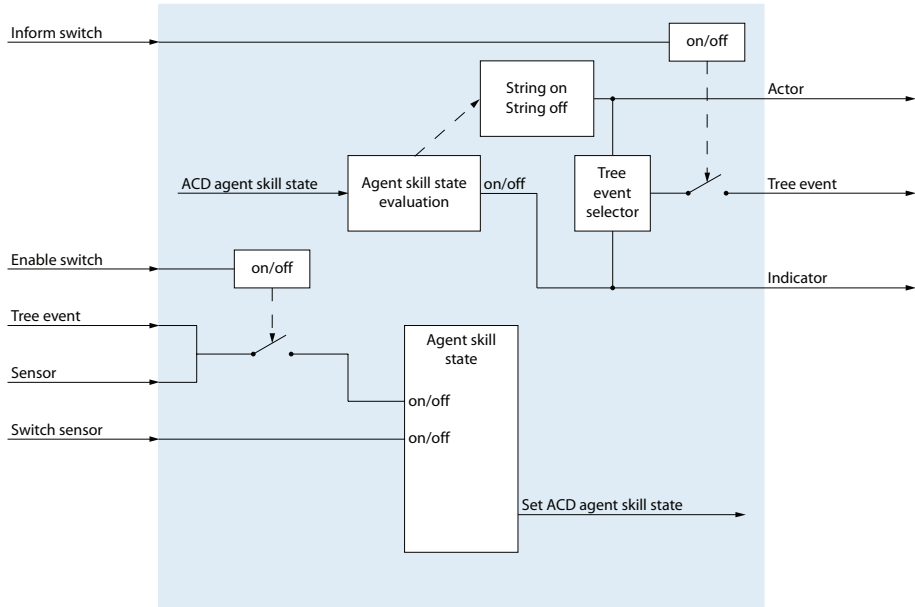 Inform switch
on/off
String on
String off
Actor
ACD agent skill state
Agent skill state
evaluation
on/off
Tree
event
selector
Tree event
Enable switch
on/off
Indicator
Tree event
Agent skill
state
Sensor
on/off
Switch sensor
on/off
Set ACD agent skill state